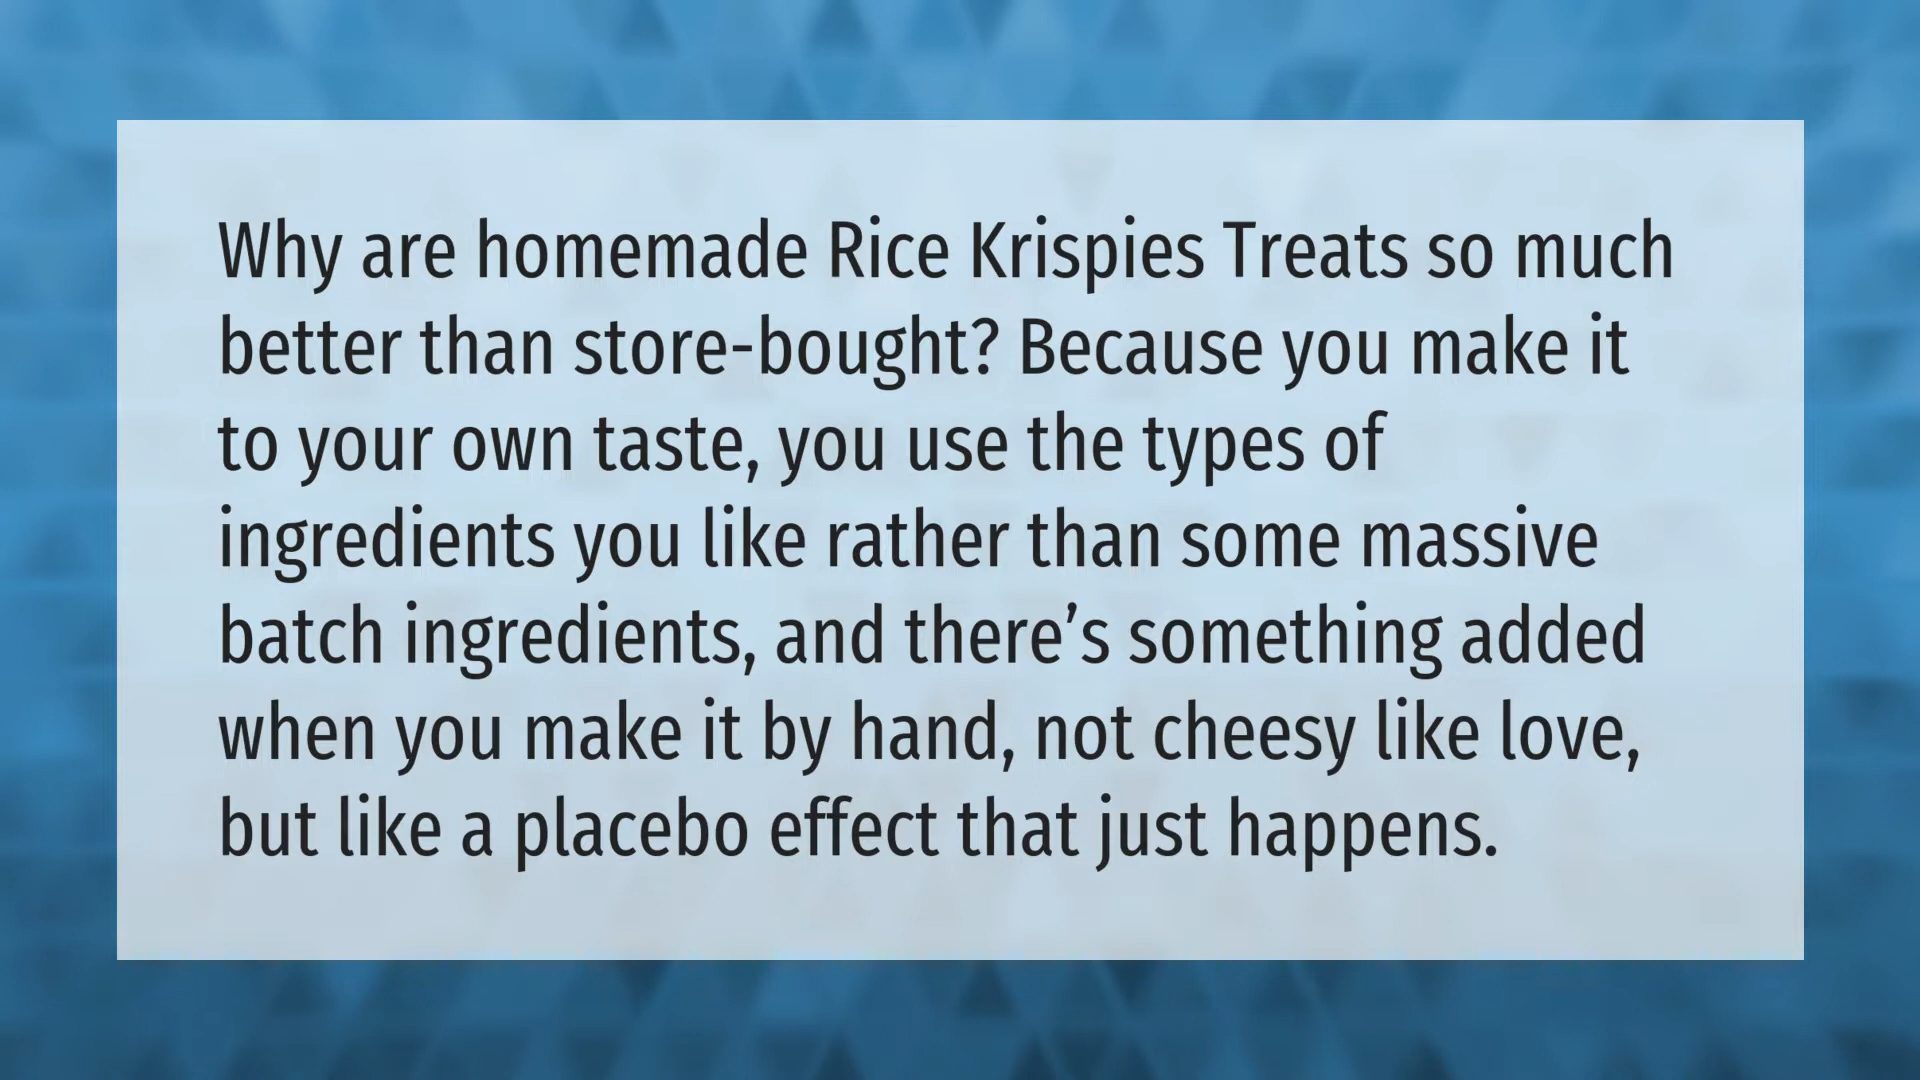 Why are homemade Rice Krispies Treats so much
better than store-bought? Because you make it
to your own taste, you use the types of
ingredients you like rather than some massive
batch ingredients, and there’s something added
when you make it by hand, not cheesy like love,
but like a placebo effect that just happens.